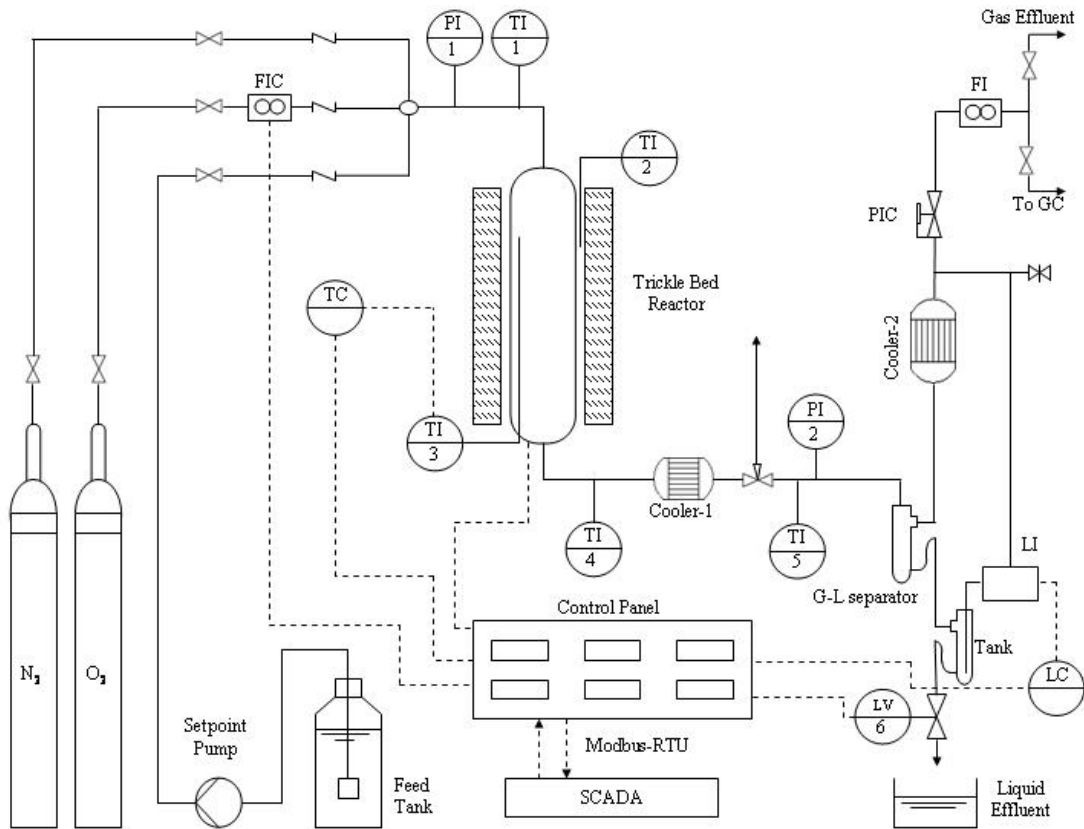 Gas Effluent
PI
1
TI
1
FIC
FI
TI
2
To GC
PIC
Trickle Bed
Reactor
TC
Cooler-2
PI
2
TI
3
Cooler-1
TI
4
TI
5
LI
G-L separator
Control Panel
Tank
N2
O2
LC
LV
6
Setpoint
Pump
Modbus-RTU
Feed
Tank
SCADA
Liquid
Effluent